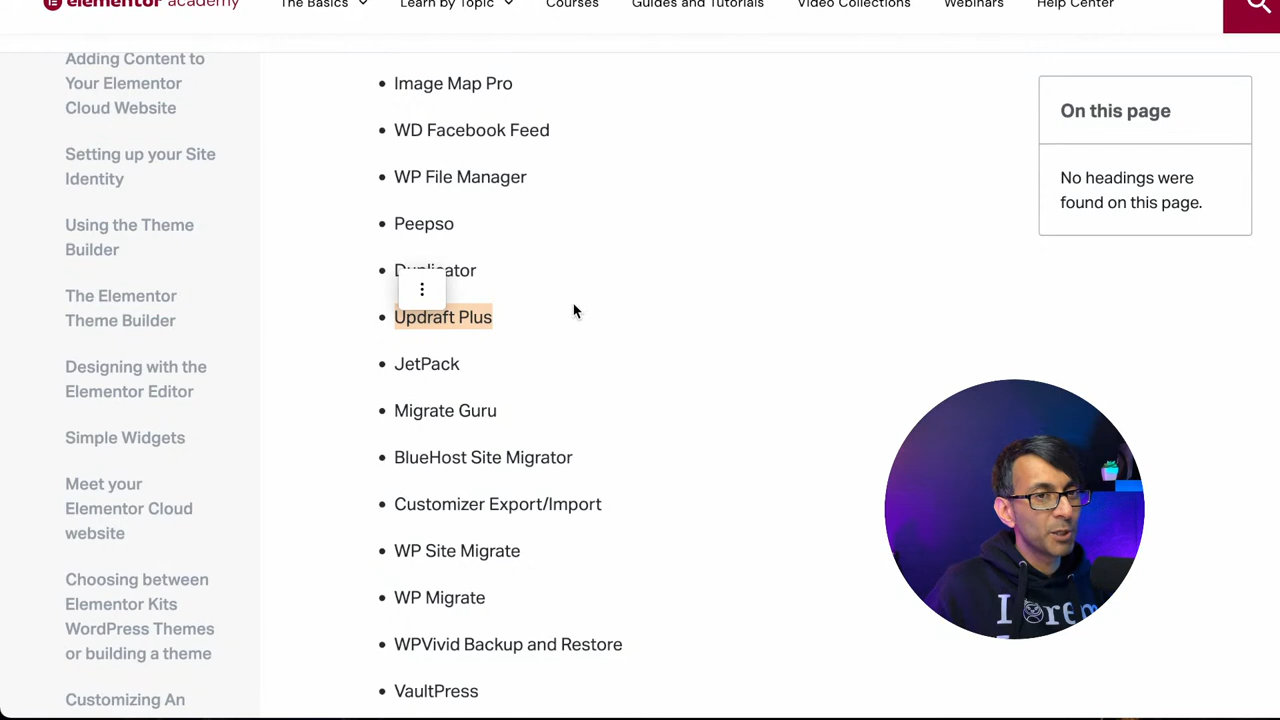 elementor academy
The Basics
Learn by Topic
Courses
Guides and Tutorials
Video Collections
Webinars
Help Center
Adding Content to
Your Elementor
Cloud Website
Setting up your Site
Identity
Using the Theme
Builder
The Elementor
Theme Builder
Designing with the
Elementor Editor
Simple Widgets
Meet your
Elementor Cloud
website
Choosing between
Elementor Kits
WordPress Themes
or building a theme
Customizing An
• Image Map Pro
• WD Facebook Feed
• WP File Manager
• Peepso
• Duplicator
• Updraft Plus
• JetPack
• Migrate Guru
• BlueHost Site Migrator
• Customizer Export/Import
• WP Site Migrate
• WP Migrate
• WPVivid Backup and Restore
• VaultPress
On this page
No headings were
found on this page.